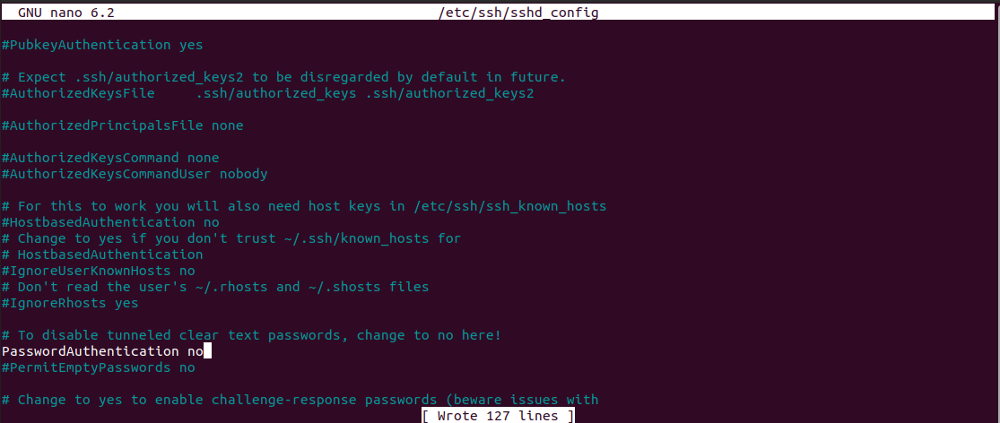 GNU nano 6.2 /etc/ssh/sshd_config
#PubkeyAuthentication yes
# Expect .ssh/authorized_keys2 to be disregarded by default in future.
#AuthorizedKeysFile     .ssh/authorized_keys .ssh/authorized_keys2
#AuthorizedPrincipalsFile none
#AuthorizedKeysCommand none
#AuthorizedKeysCommandUser nobody
# For this to work you will also need host keys in /etc/ssh/ssh_known_hosts
#HostbasedAuthentication no
# Change to yes if you don't trust ~/.ssh/known_hosts for
# HostbasedAuthentication
#IgnoreUserKnownHosts no
# Don't read the user's ~/.rhosts and ~/.shosts files
#IgnoreRhosts yes
# To disable tunneled clear text passwords, change to no here!
PasswordAuthentication no
#PermitEmptyPasswords no
# Change to yes to enable challenge-response passwords (beware issues with
[ Wrote 127 lines ]